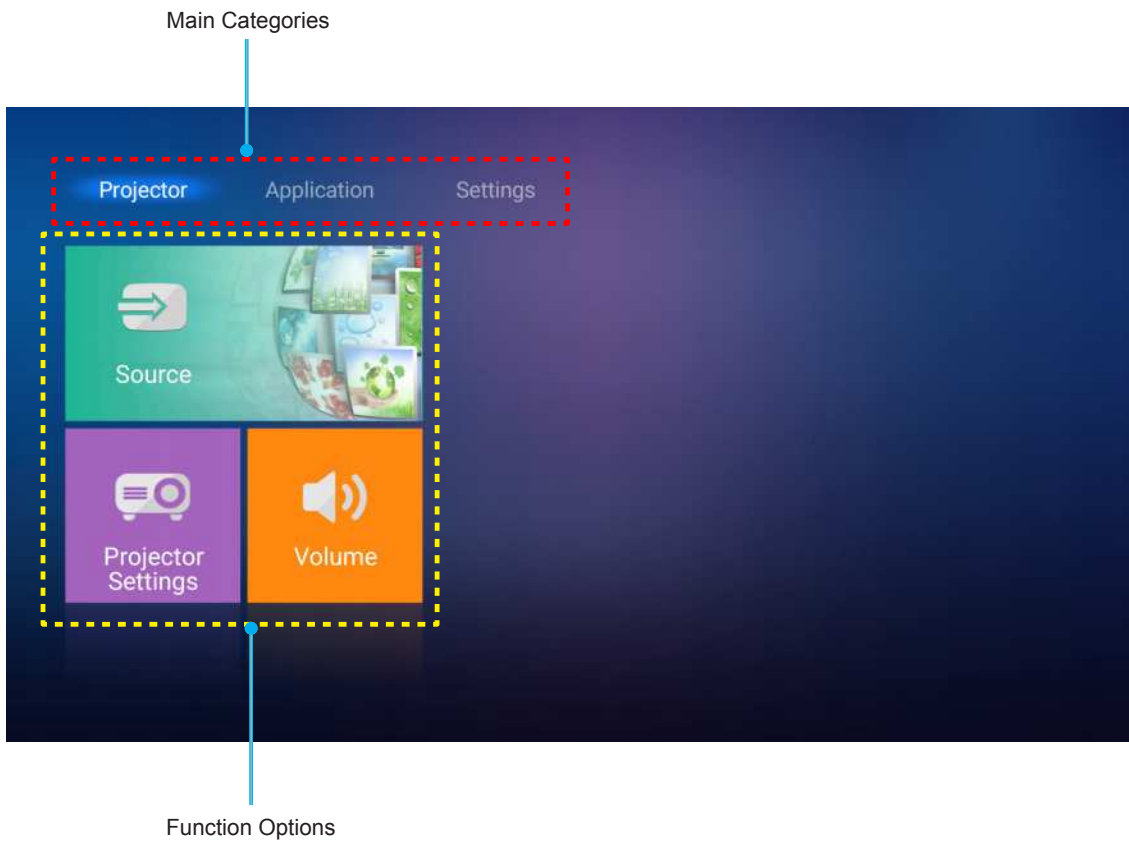 Main Categories
Projector Application Settings
Source
Projector
Settings
Volume
Function Options